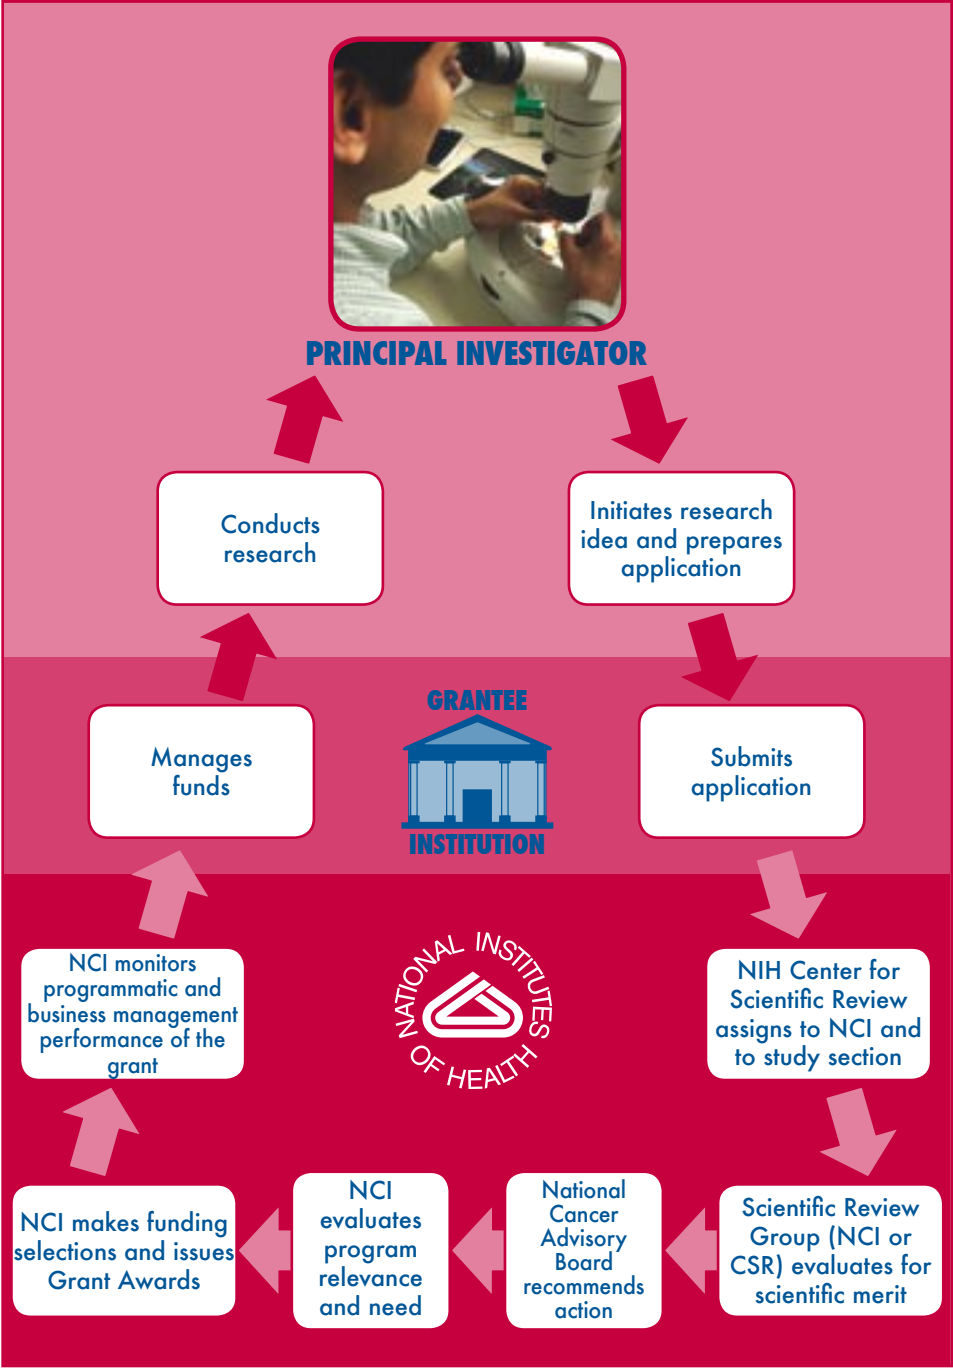 PRINCIPAL INVESTIGATOR
Conducts
research
Initiates research
idea and prepares
application
Manages
funds
GRANTEE
INSTITUTION
Submits
application
NCI monitors
programmatic and
business management
performance of the
grant
NATIONAL INSTITUTES
OF HEALTH
NIH Center for
Scientific Review
assigns to NCI and
to study section
NCI makes funding
selections and issues
Grant Awards
NCI
evaluates
program
relevance
and need
National
Cancer
Advisory
Board
recommends
action
Scientific Review
Group (NCI or
CSR) evaluates for
scientific merit